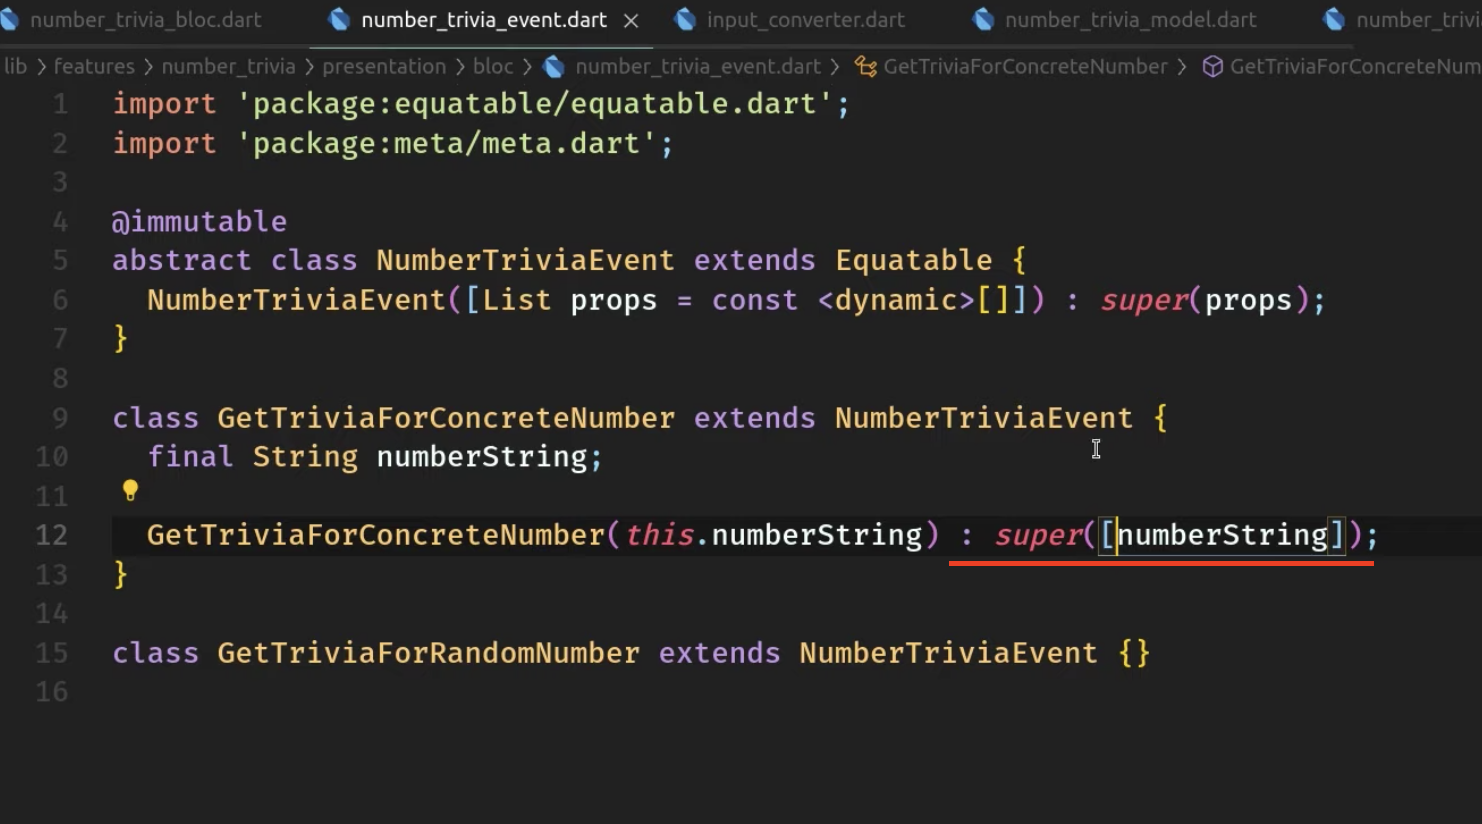 number_trivia_bloc.dart number_trivia_event.dart input_converter.dart number_trivia_model.dart
lib features number_trivia presentation bloc number_trivia_event.dart GetTriviaForConcreteNumber
1 import 'package:equatable/equatable.dart';
2 import 'package:meta/meta.dart';
3
4 @immutable
5 abstract class NumberTriviaEvent extends Equatable {
6 NumberTriviaEvent([List props = const <dynamic>[]]) : super(props);
7 }
8
9 class GetTriviaForConcreteNumber extends NumberTriviaEvent {
10 final String numberString;
11
12 GetTriviaForConcreteNumber(this.numberString) : super([numberString]);
13 }
14
15 class GetTriviaForRandomNumber extends NumberTriviaEvent {}
16